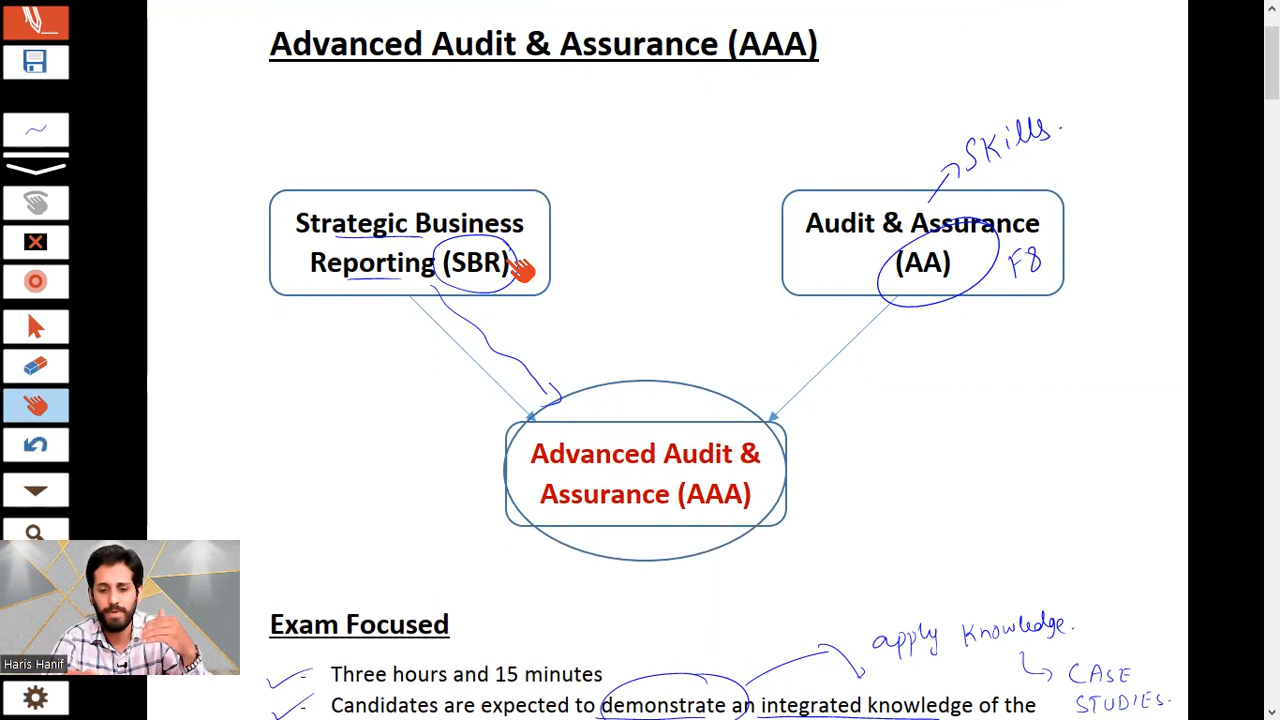 Advanced Audit & Assurance (AAA)
Skills.
Strategic Business
Reporting (SBR)
Audit & Assurance
(AA)
F8
Advanced Audit &
Assurance (AAA)
Exam Focused
apply knowledge.
CASE
STUDIES.
- Three hours and 15 minutes
- Candidates are expected to demonstrate an integrated knowledge of the
Haris Hanif